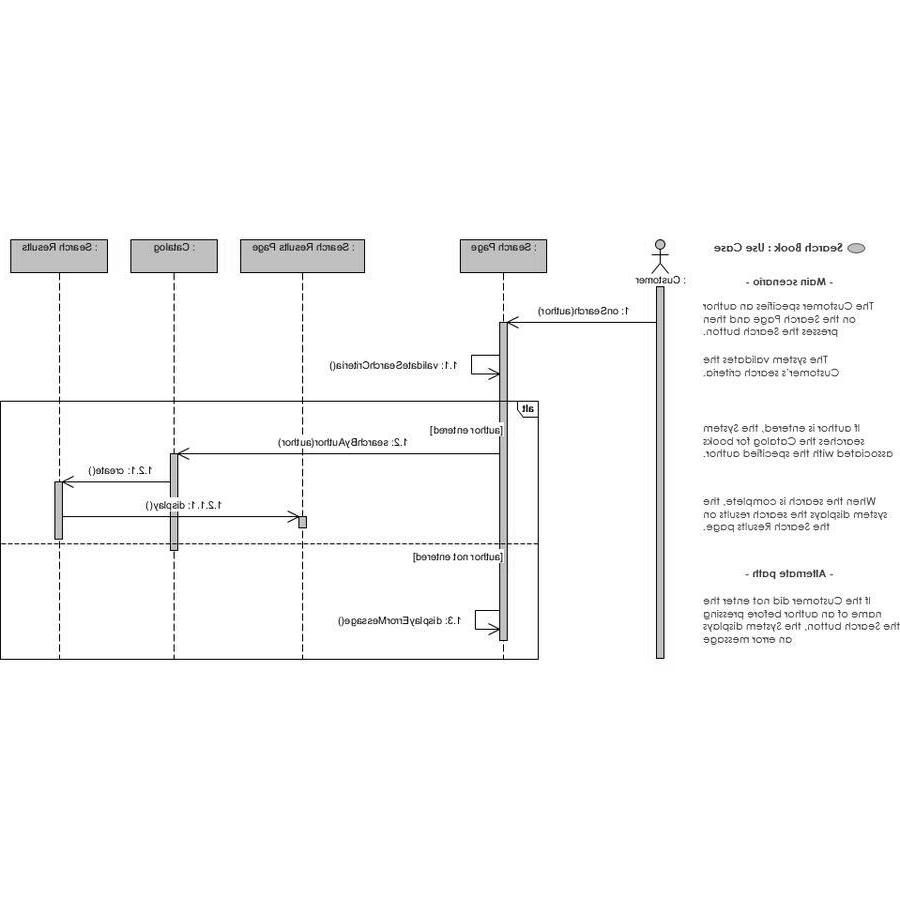 Search Book : Use Case
- Main scenario -
The Customer specifies an author
on the Search Page and then
presses the Search button.
The system validates the
Customer's search criteria.
If author is entered, the System
searches the Catalog for books
associated with the specified author.
When the search is complete, the
system displays the search results on
the Search Results page.
- Alternate path -
If the Customer did not enter the
name of an author before pressing
the Search button, the System displays
an error message
: Customer
: Search Page
: Search Results Page
: Catalog
: Search Results
1: onSearch(author)
1.1: validateSearchCriteria()
alt
[author entered]
1.2: searchByAuthor(author)
1.2.1: create()
1.2.1.1: display()
[author not entered]
1.3: displayErrorMessage()